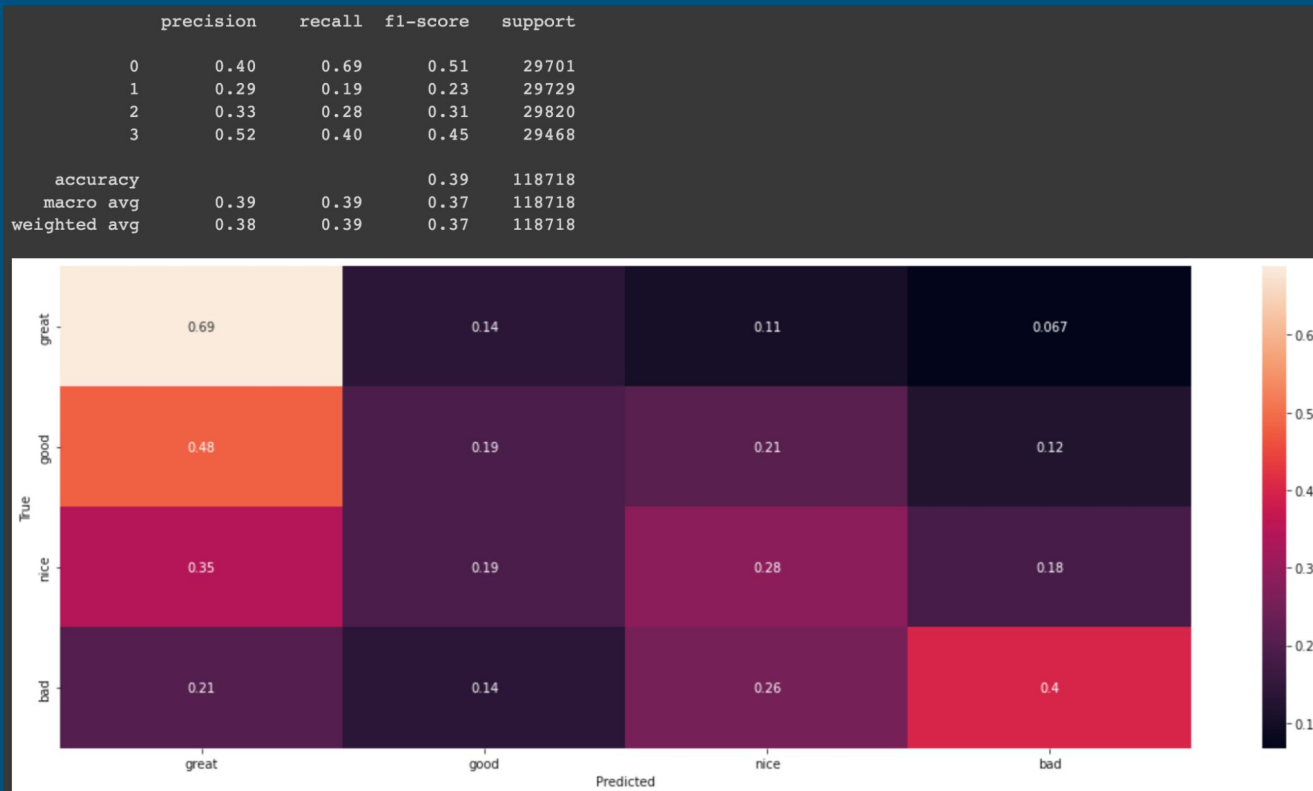 precision recall f1-score support
0 0.40 0.69 0.51 29701
1 0.29 0.19 0.23 29729
2 0.33 0.28 0.31 29820
3 0.52 0.40 0.45 29468
accuracy 0.39 118718
macro avg 0.39 0.39 0.37 118718
weighted avg 0.38 0.39 0.37 118718
great 0.69 0.14 0.11 0.067
good 0.48 0.19 0.21 0.12
True
nice 0.35 0.19 0.28 0.18
bad 0.21 0.14 0.26 0.4
great good nice bad
Predicted
0.6
0.5
0.4
0.3
0.2
0.1